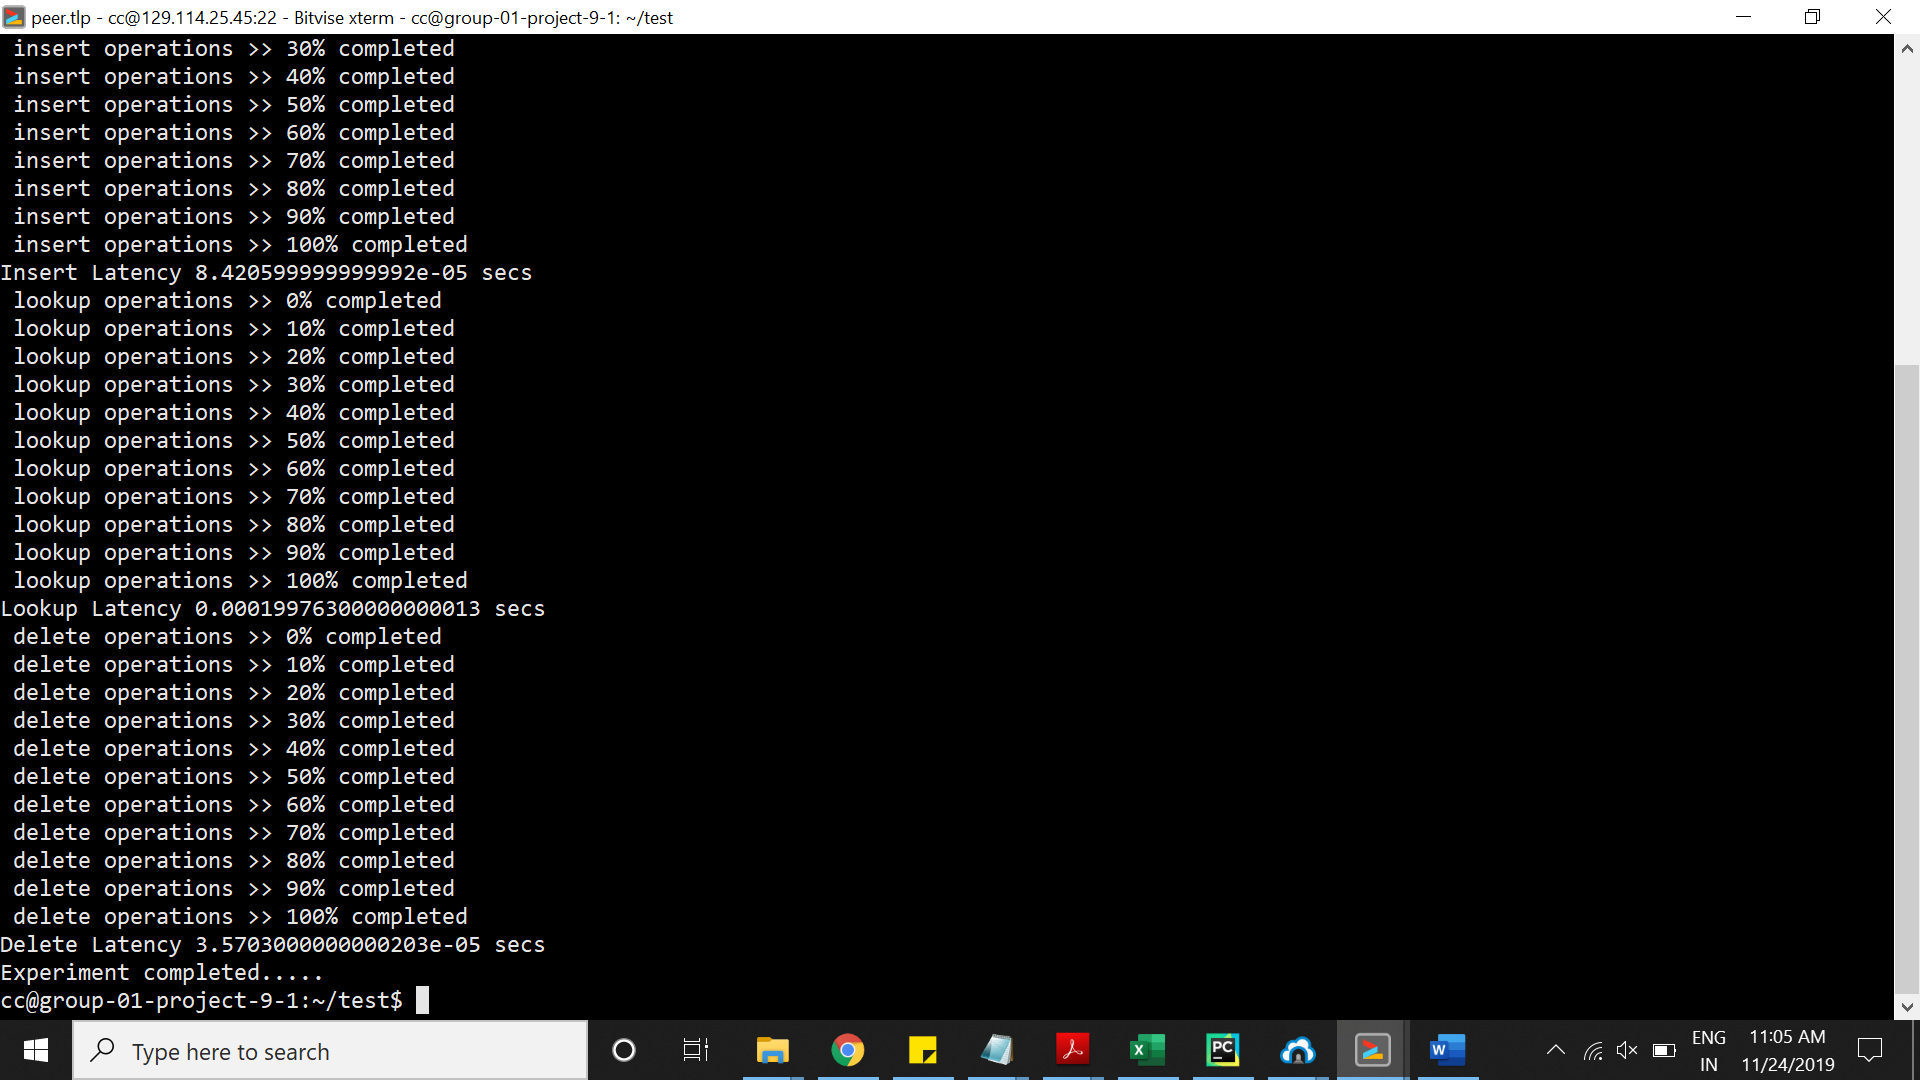 peer.tlp - cc@129.114.25.45:22 - Bitvise xterm - cc@group-01-project-9-1: ~/test
insert operations >> 30% completed
insert operations >> 40% completed
insert operations >> 50% completed
insert operations >> 60% completed
insert operations >> 70% completed
insert operations >> 80% completed
insert operations >> 90% completed
insert operations >> 100% completed
Insert Latency 8.420599999999992e-05 secs
lookup operations >> 0% completed
lookup operations >> 10% completed
lookup operations >> 20% completed
lookup operations >> 30% completed
lookup operations >> 40% completed
lookup operations >> 50% completed
lookup operations >> 60% completed
lookup operations >> 70% completed
lookup operations >> 80% completed
lookup operations >> 90% completed
lookup operations >> 100% completed
Lookup Latency 0.00019976300000000013 secs
delete operations >> 0% completed
delete operations >> 10% completed
delete operations >> 20% completed
delete operations >> 30% completed
delete operations >> 40% completed
delete operations >> 50% completed
delete operations >> 60% completed
delete operations >> 70% completed
delete operations >> 80% completed
delete operations >> 90% completed
delete operations >> 100% completed
Delete Latency 3.5703000000000203e-05 secs
Experiment completed.....
cc@group-01-project-9-1:~/test$
Type here to search
PC
X
W
ENG
IN
11:05 AM
11/24/2019